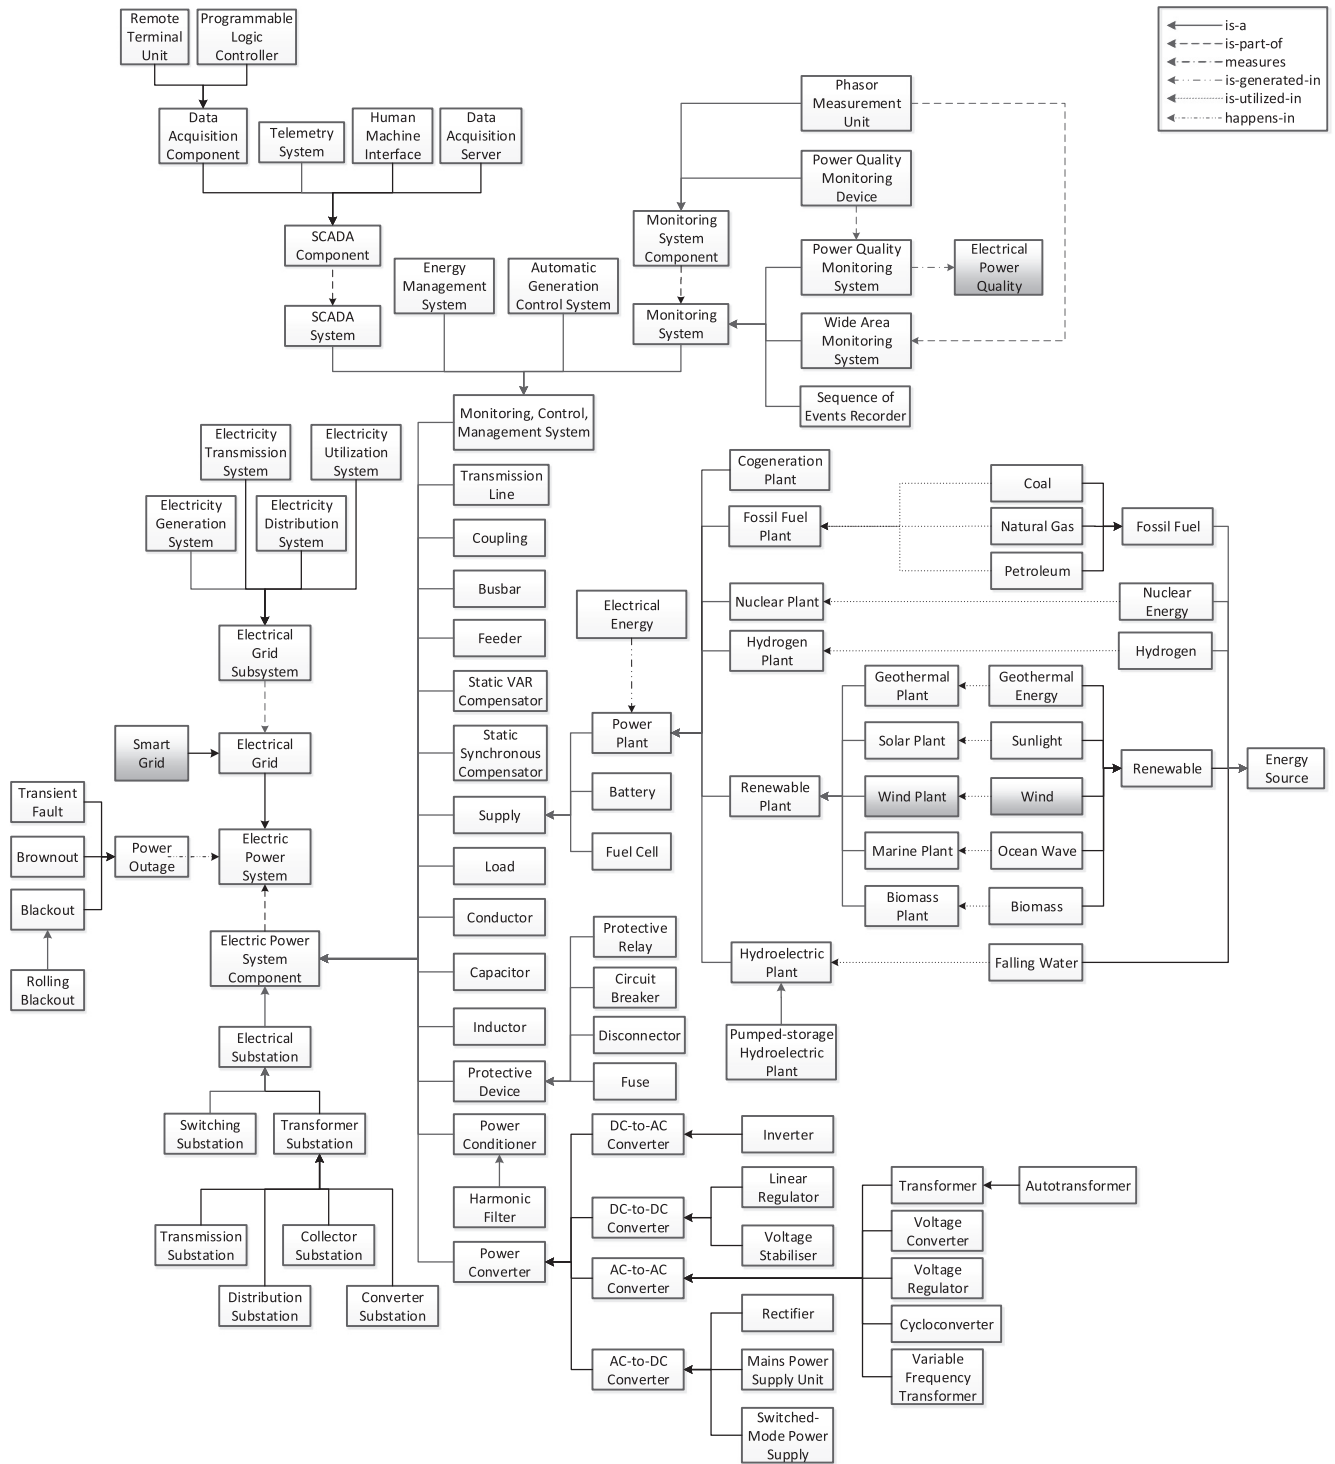 Remote
Terminal
Unit
Programmable
Logic
Controller
is-a
is-part-of
measures
is-generated-in
is-utilized-in
happens-in
Data
Acquisition
Component
Telemetry
System
Human
Machine
Interface
Data
Acquisition
Server
Phasor
Measurement
Unit
Power Quality
Monitoring
Device
SCADA
Component
Monitoring
System
Component
Power Quality
Monitoring
System
Electrical
Power
Quality
Energy
Management
System
Automatic
Generation
Control System
SCADA
System
Monitoring
System
Wide Area
Monitoring
System
Sequence of
Events Recorder
Monitoring, Control,
Management System
Electricity
Transmission
System
Electricity
Utilization
System
Electricity
Generation
System
Electricity
Distribution
System
Electrical
Grid
Subsystem
Smart
Grid
Electrical
Grid
Transient
Fault
Brownout
Blackout
Rolling
Blackout
Power
Outage
Electric
Power
System
Electric Power
System
Component
Electrical
Substation
Switching
Substation
Transformer
Substation
Transmission
Substation
Collector
Substation
Distribution
Substation
Converter
Substation
Transmission
Line
Coupling
Busbar
Feeder
Static VAR
Compensator
Static
Synchronous
Compensator
Supply
Load
Conductor
Capacitor
Inductor
Protective
Device
Power
Conditioner
Harmonic
Filter
Power
Converter
Electrical
Energy
Power
Plant
Battery
Fuel Cell
Protective
Relay
Circuit
Breaker
Disconnector
Fuse
DC-to-AC
Converter
DC-to-DC
Converter
AC-to-AC
Converter
AC-to-DC
Converter
Cogeneration
Plant
Fossil Fuel
Plant
Nuclear Plant
Hydrogen
Plant
Renewable
Plant
Hydroelectric
Plant
Pumped-storage
Hydroelectric
Plant
Coal
Natural Gas
Petroleum
Fossil Fuel
Nuclear
Energy
Hydrogen
Geothermal
Plant
Geothermal
Energy
Solar Plant
Sunlight
Wind Plant
Wind
Marine Plant
Ocean Wave
Biomass
Plant
Biomass
Falling Water
Renewable
Energy
Source
Inverter
Linear
Regulator
Voltage
Stabiliser
Rectifier
Mains Power
Supply Unit
Switched-
Mode Power
Supply
Transformer
Autotransformer
Voltage
Converter
Voltage
Regulator
Cycloconverter
Variable
Frequency
Transformer